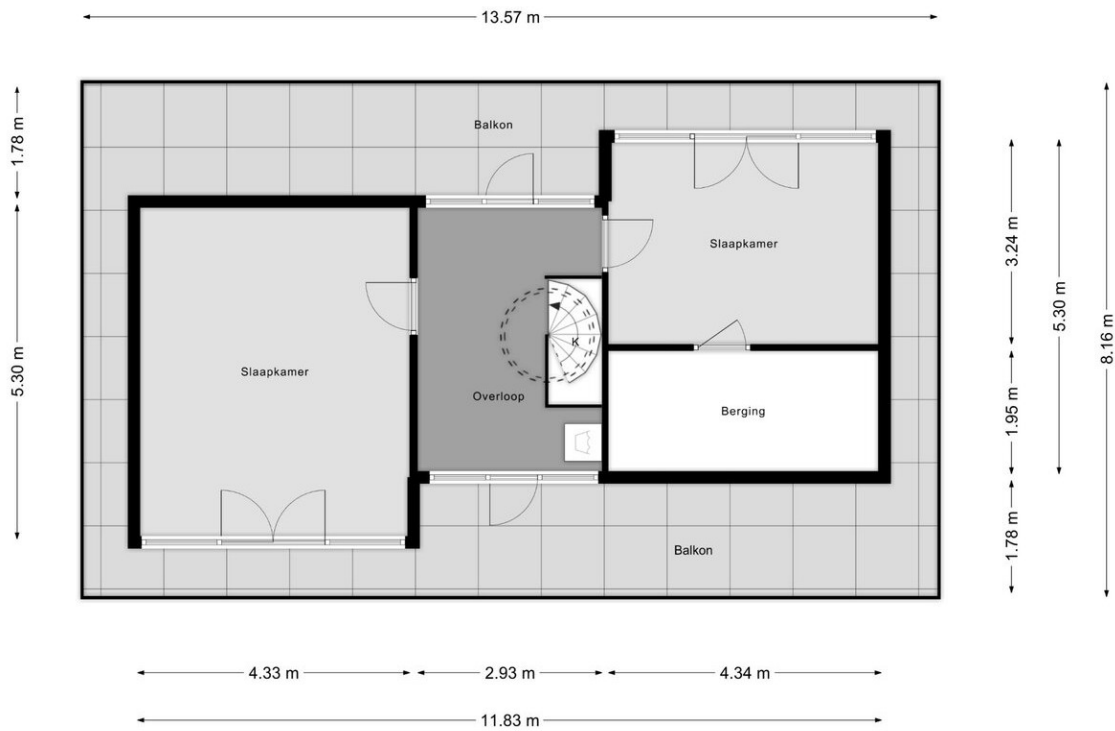 13.57 m
1.78 m
Balkon
5.30 m
Slaapkamer
Overloop
K
Slaapkamer
Berging
Balkon
3.24 m
1.95 m
1.78 m
5.30 m
8.16 m
4.33 m
2.93 m
4.34 m
11.83 m